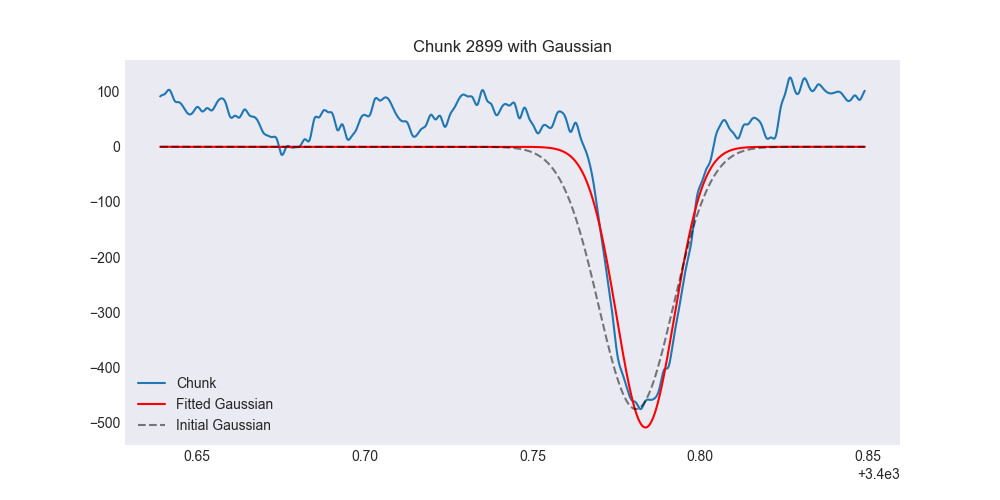 Chunk 2899 with Gaussian
100
0
−100
−200
−300
−400
−500
Chunk
Fitted Gaussian
Initial Gaussian
0.65 0.70 0.75 0.80 0.85
+3.4e3